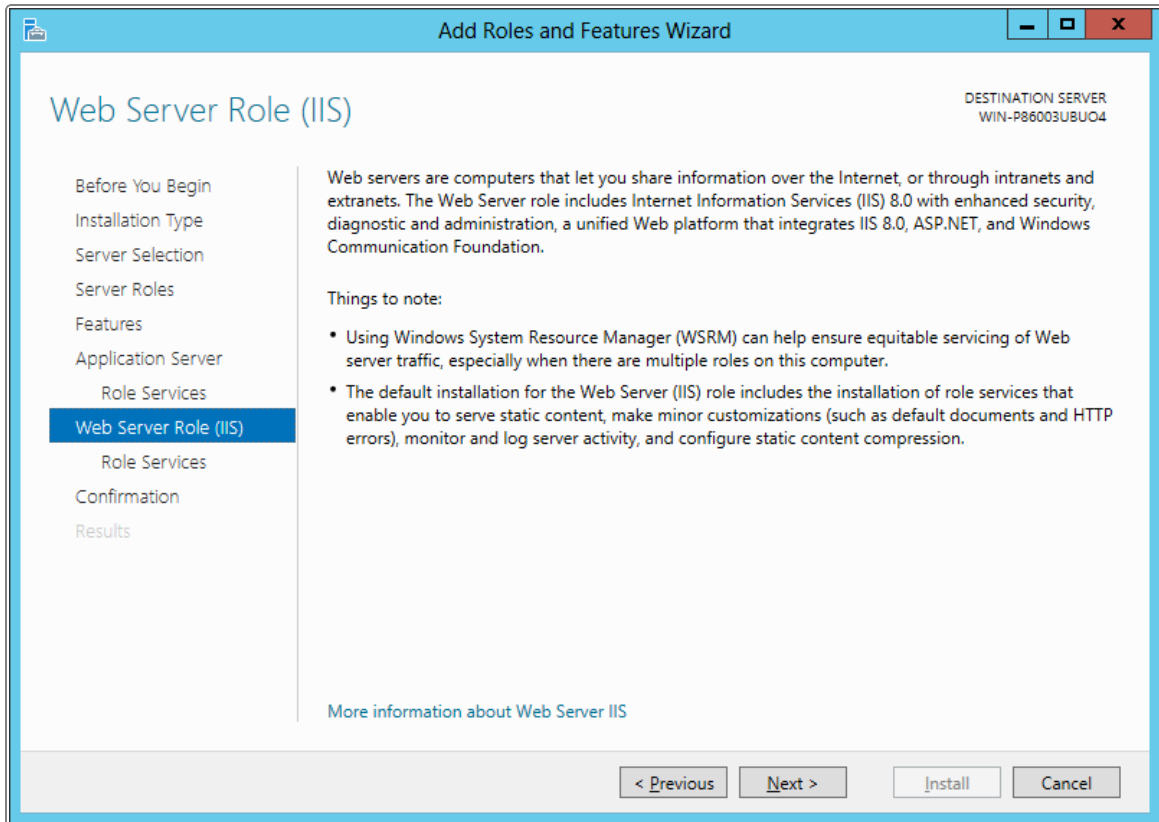 Add Roles and Features Wizard
Web Server Role (IIS)
DESTINATION SERVER
WIN-P86003UBUO4
Before You Begin
Installation Type
Server Selection
Server Roles
Features
Application Server
Role Services
Web Server Role (IIS)
Role Services
Confirmation
Results
Web servers are computers that let you share information over the Internet, or through intranets and
extranets. The Web Server role includes Internet Information Services (IIS) 8.0 with enhanced security,
diagnostic and administration, a unified Web platform that integrates IIS 8.0, ASP.NET, and Windows
Communication Foundation.
Things to note:
• Using Windows System Resource Manager (WSRM) can help ensure equitable servicing of Web
server traffic, especially when there are multiple roles on this computer.
• The default installation for the Web Server (IIS) role includes the installation of role services that
enable you to serve static content, make minor customizations (such as default documents and HTTP
errors), monitor and log server activity, and configure static content compression.
More information about Web Server IIS
< Previous
Next >
Install
Cancel